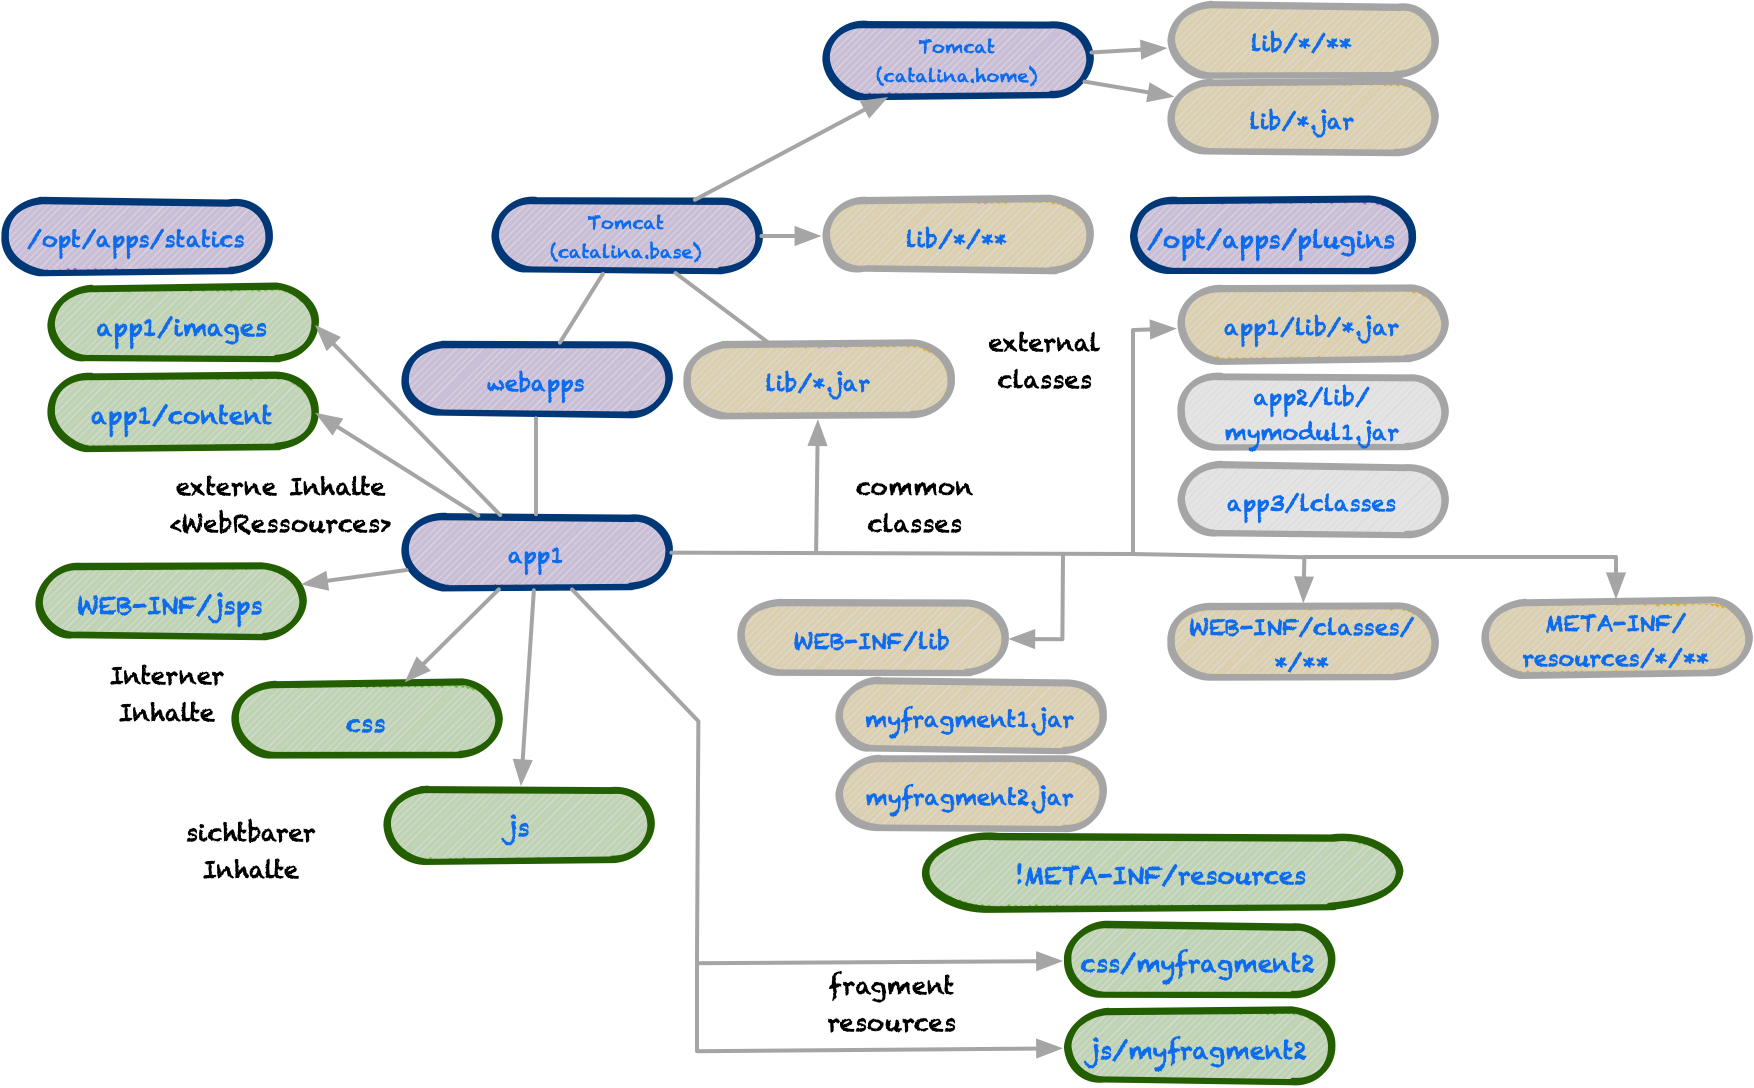 Tomcat
(catalina.home)
lib/*/**
lib/*.jar
/opt/apps/statics
Tomcat
(catalina.base)
lib/*/**
/opt/apps/plugins
app1/images
app1/content
webapps
lib/*.jar
external
classes
app1/lib/*.jar
app2/lib/
mymodul1.jar
app3/lclasses
externe Inhalte
<WebRessources>
common
classes
app1
WEB-INF/jsps
WEB-INF/lib
WEB-INF/classes/
*/**
META-INF/
resources/*/**
Interner
Inhalte
css
myfragment1.jar
myfragment2.jar
js
sichtbarer
Inhalte
!META-INF/resources
css/myfragment2
fragment
resources
js/myfragment2